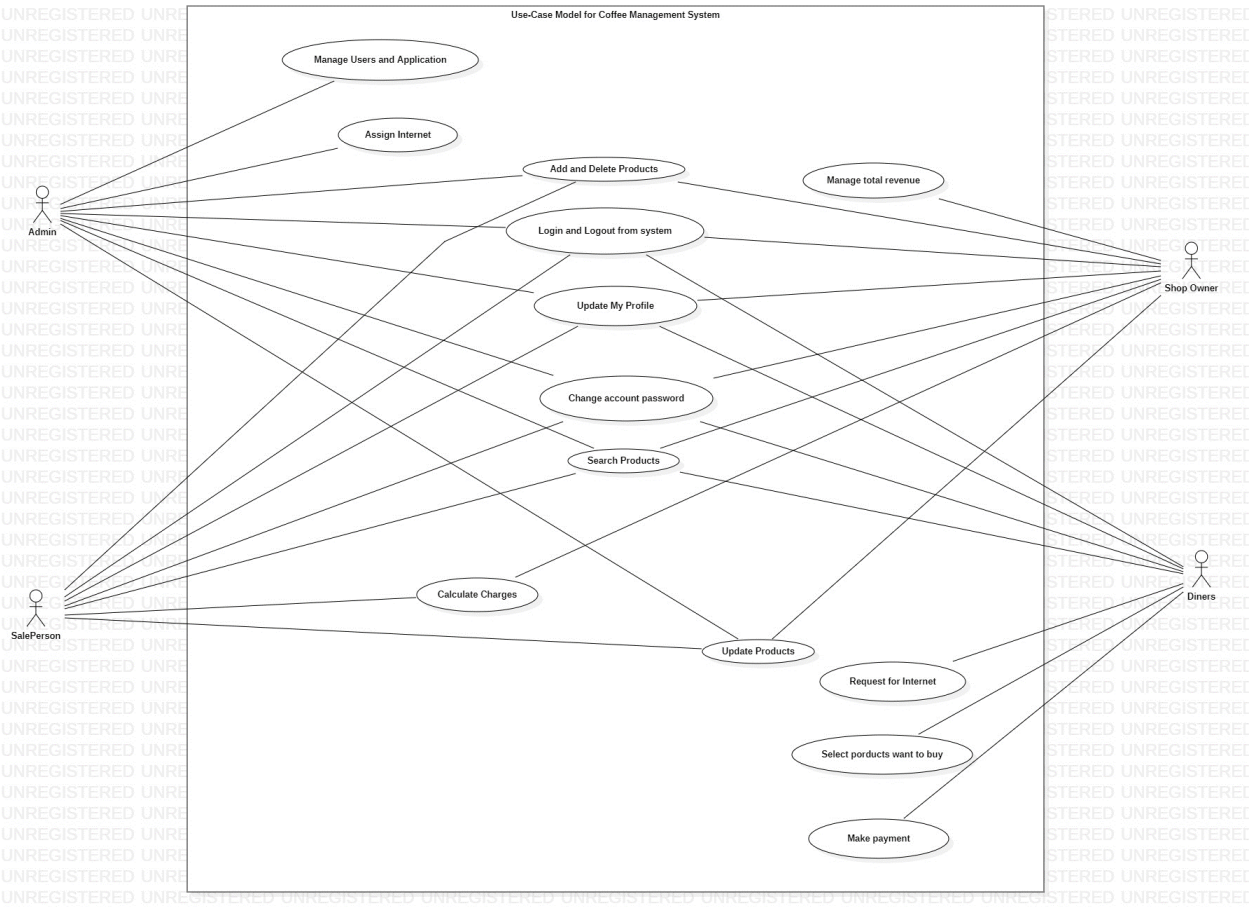 Use-Case Model for Coffee Management System
Manage Users and Application
Assign Internet
Add and Delete Products
Manage total revenue
Admin
Login and Logout from system
Shop Owner
Update My Profile
Change account password
Search Products
Calculate Charges
Diners
SalePerson
Update Products
Request for Internet
Select porducts want to buy
Make payment
UNREGISTERED